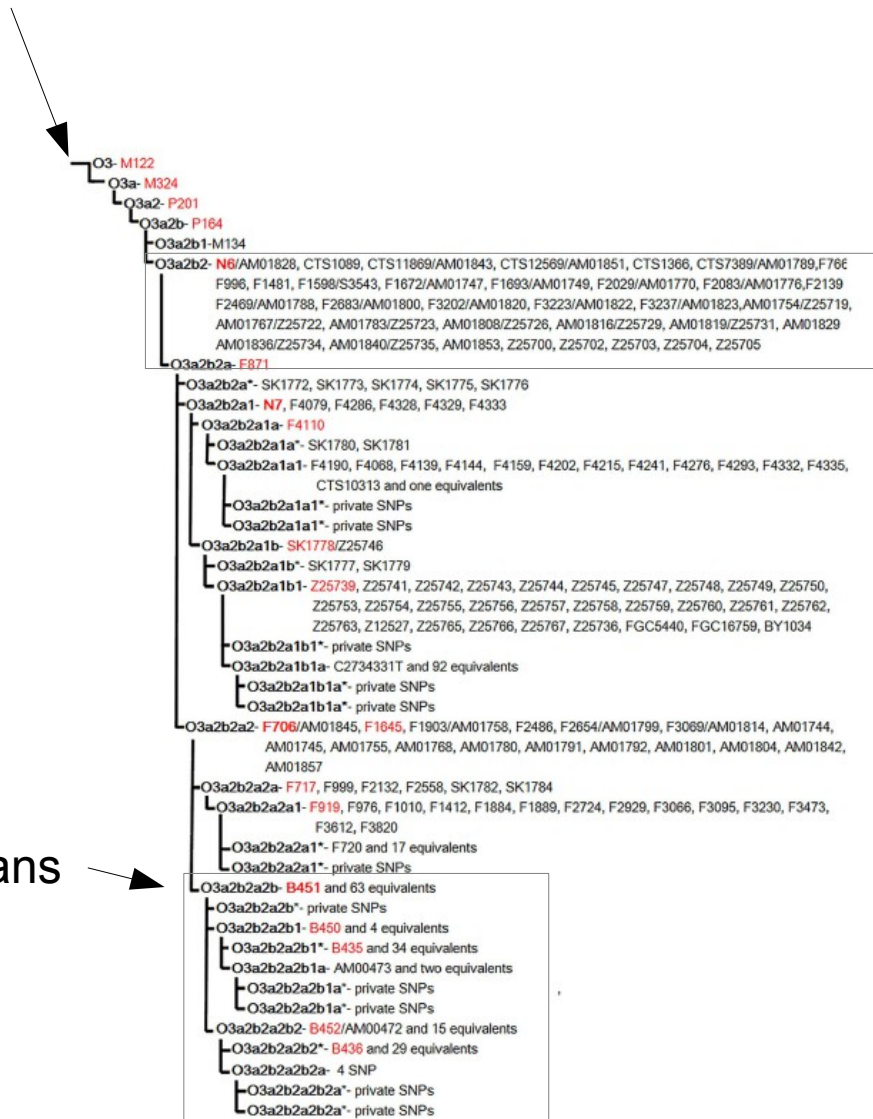 O3- M122
O3a- M324
O3a2- P201
O3a2b- P164
O3a2b1-M134
O3a2b2- N6/AM01828, CTS1089, CTS11869/AM01843, CTS12569/AM01851, CTS1366, CTS7389/AM01789,F766
F996, F1481, F1598/S3543, F1672/AM01747, F1693/AM01749, F2029/AM01770, F2083/AM01776,F2139
F2469/AM01788, F2683/AM01800, F3202/AM01820, F3223/AM01822, F3237/AM01823,AM01754/Z25719,
AM01767/Z25722, AM01783/Z25723, AM01808/Z25726, AM01816/Z25729, AM01819/Z25731, AM01829
AM01836/Z25734, AM01840/Z25735, AM01853, Z25700, Z25702, Z25703, Z25704, Z25705
O3a2b2a- F871
O3a2b2a*- SK1772, SK1773, SK1774, SK1775, SK1776
O3a2b2a1- N7, F4079, F4286, F4328, F4329, F4333
O3a2b2a1a- F4110
O3a2b2a1a*- SK1780, SK1781
O3a2b2a1a1- F4190, F4068, F4139, F4144, F4159, F4202, F4215, F4241, F4276, F4293, F4332, F4335,
CTS10313 and one equivalents
O3a2b2a1a1*- private SNPs
O3a2b2a1a1*- private SNPs
O3a2b2a1b- SK1778/Z25746
O3a2b2a1b*- SK1777, SK1779
O3a2b2a1b1- Z25739, Z25741, Z25742, Z25743, Z25744, Z25745, Z25747, Z25748, Z25749, Z25750,
Z25753, Z25754, Z25755, Z25756, Z25757, Z25758, Z25759, Z25760, Z25761, Z25762,
Z25763, Z12527, Z25765, Z25766, Z25767, Z25736, FGC5440, FGC16759, BY1034
O3a2b2a1b1*- private SNPs
O3a2b2a1b1a- C2734331T and 92 equivalents
O3a2b2a1b1a*- private SNPs
O3a2b2a1b1a*- private SNPs
O3a2b2a2- F706/AM01845, F1645, F1903/AM01758, F2486, F2654/AM01799, F3069/AM01814, AM01744,
AM01745, AM01755, AM01768, AM01780, AM01791, AM01792, AM01801, AM01804, AM01842,
AM01857
O3a2b2a2a- F717, F999, F2132, F2558, SK1782, SK1784
O3a2b2a2a1- F919, F976, F1010, F1412, F1884, F1889, F2724, F2929, F3066, F3095, F3230, F3473,
F3612, F3820
O3a2b2a2a1*- F720 and 17 equivalents
O3a2b2a2a1*- private SNPs
ans
O3a2b2a2b- B451 and 63 equivalents
O3a2b2a2b*- private SNPs
O3a2b2a2b1- B450 and 4 equivalents
O3a2b2a2b1*- B435 and 34 equivalents
O3a2b2a2b1a- AM00473 and two equivalents
O3a2b2a2b1a*- private SNPs
O3a2b2a2b1a*- private SNPs
O3a2b2a2b2- B452/AM00472 and 15 equivalents
O3a2b2a2b2*- B436 and 29 equivalents
O3a2b2a2b2a- 4 SNP
O3a2b2a2b2a*- private SNPs
O3a2b2a2b2a*- private SNPs
,